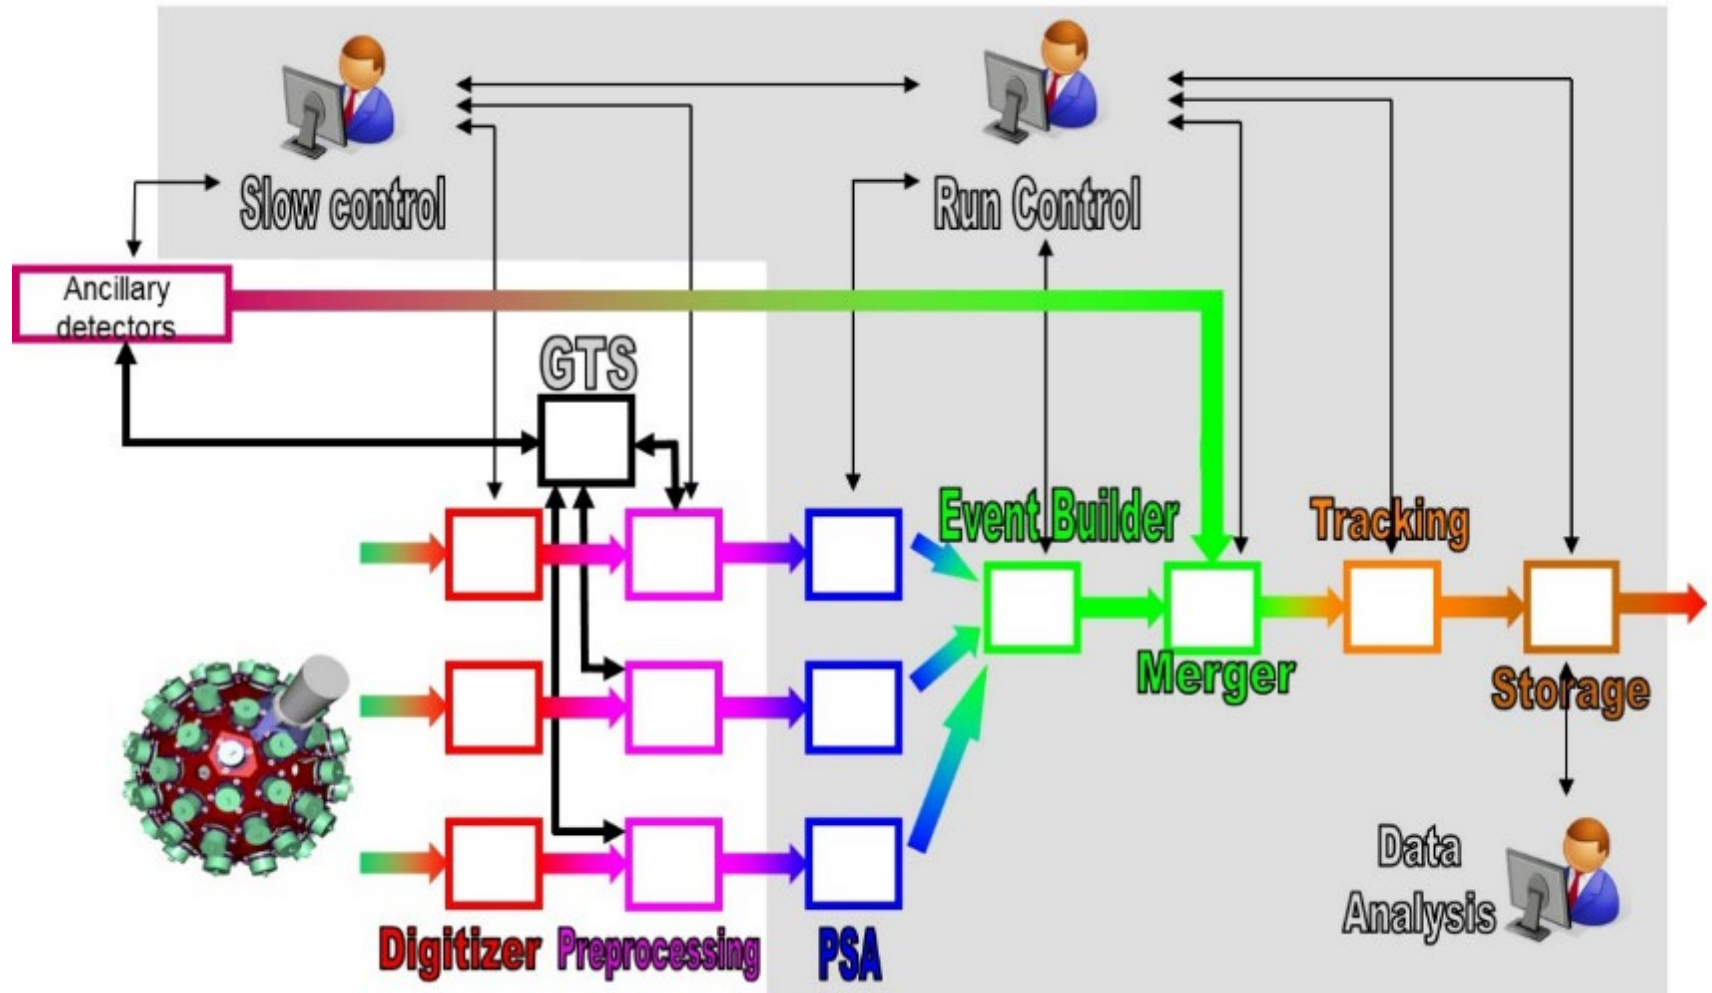 Slow control
Run Control
Ancillary
detectors
GTS
Event Builder
Tracking
Merger
Storage
Data
Analysis
Digitizer
Preprocessing
PSA